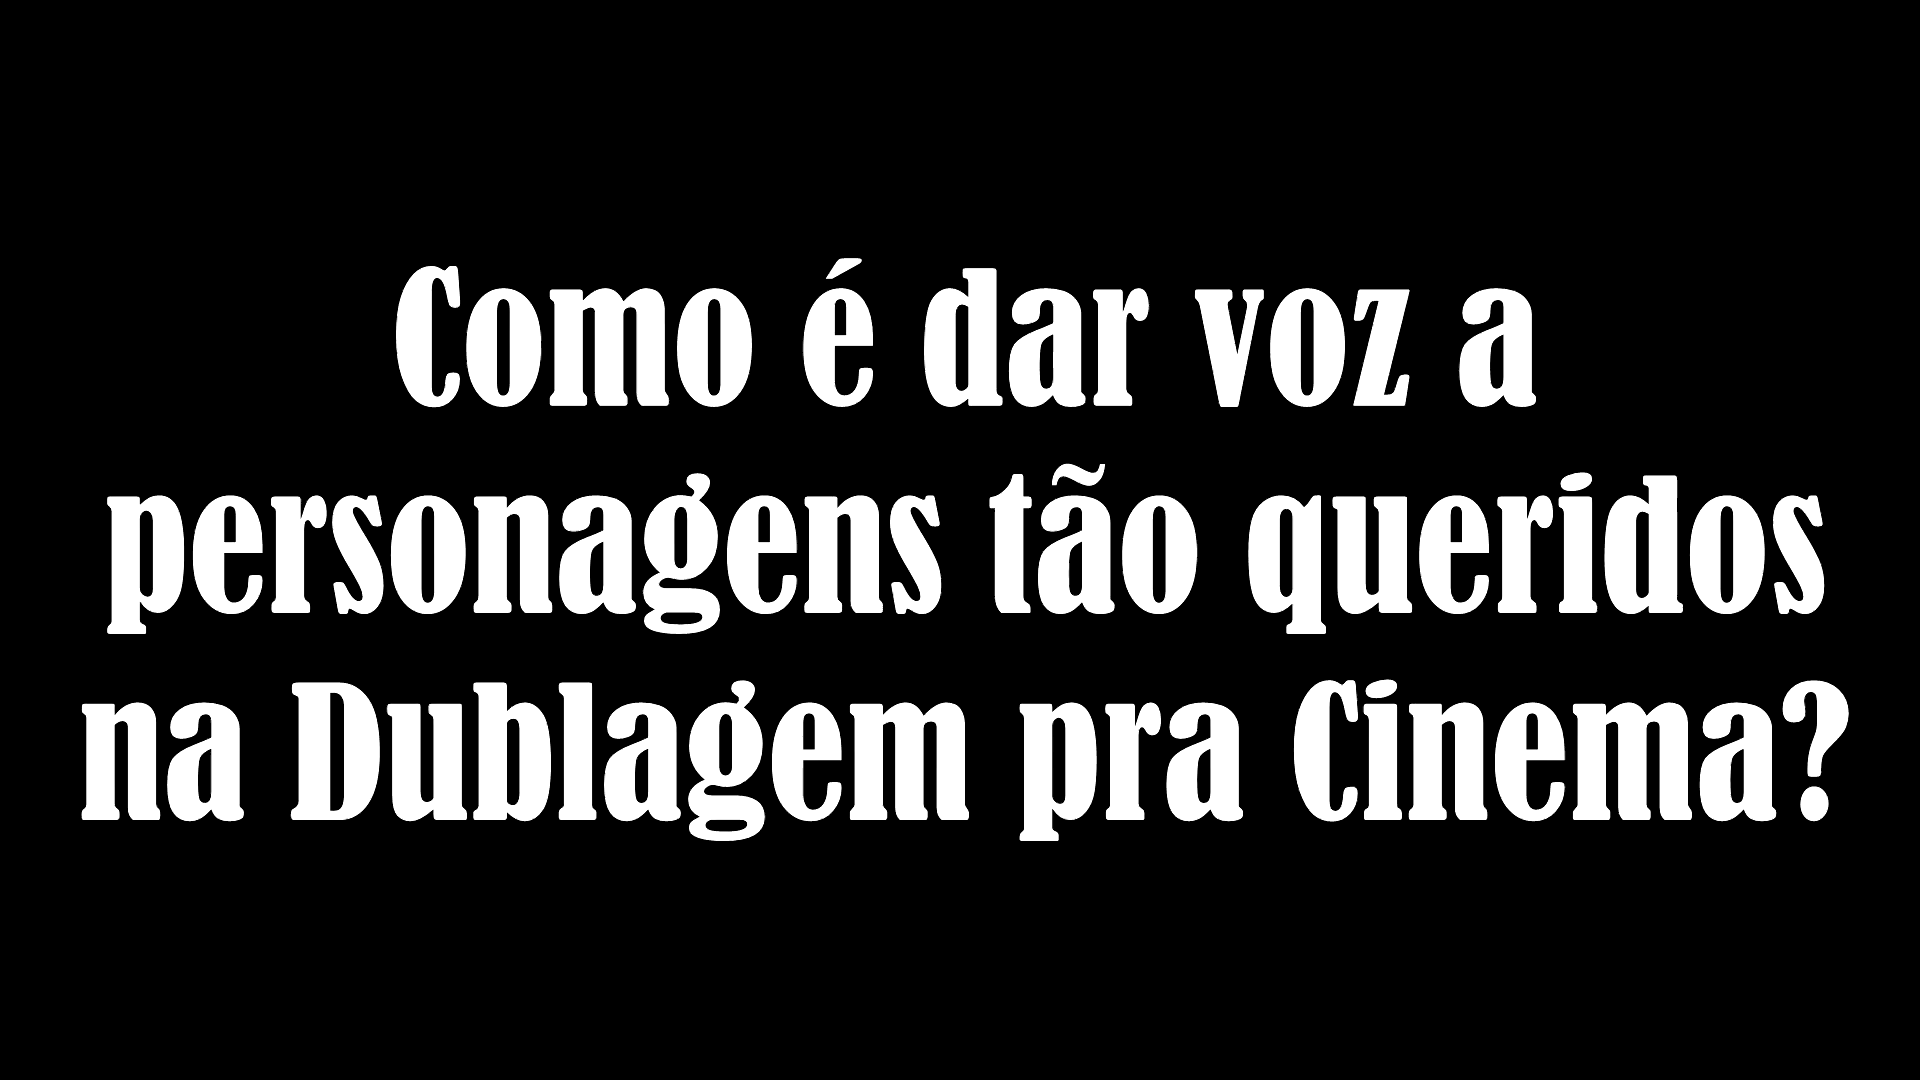 Como é dar voz a
personagens tão queridos
na Dublagem pra Cinema?